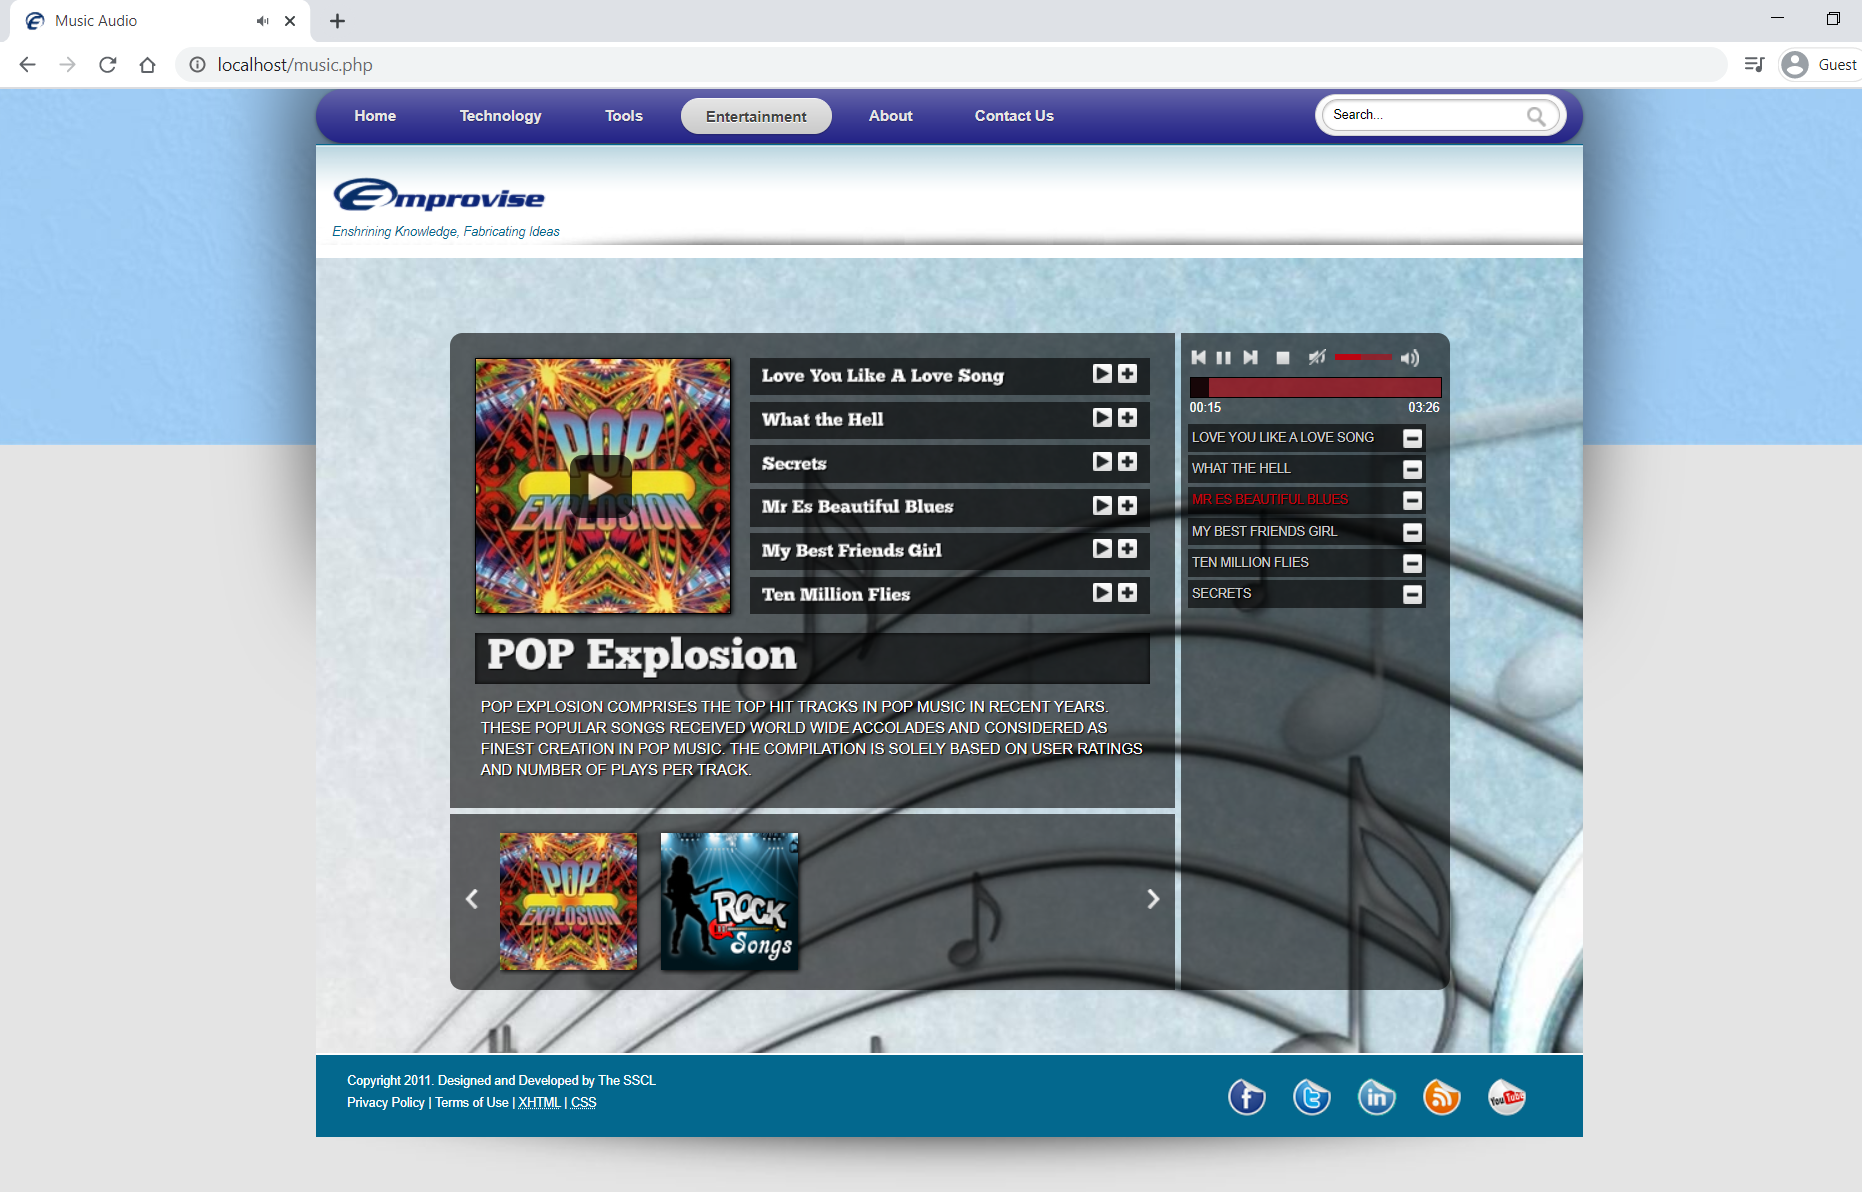 Music Audio
localhost/music.php
Guest
Home Technology Tools Entertainment About Contact Us Search...
Emprovise
Enshrining Knowledge, Fabricating Ideas
POP
EXPLOSION
Love You Like A Love Song
What the Hell
Secrets
Mr Es Beautiful Blues
My Best Friends Girl
Ten Million Flies
00:15 03:26
LOVE YOU LIKE A LOVE SONG
WHAT THE HELL
MR ES BEAUTIFUL BLUES
MY BEST FRIENDS GIRL
TEN MILLION FLIES
SECRETS
POP Explosion
POP EXPLOSION COMPRISES THE TOP HIT TRACKS IN POP MUSIC IN RECENT YEARS.
THESE POPULAR SONGS RECEIVED WORLD WIDE ACCOLADES AND CONSIDERED AS
FINEST CREATION IN POP MUSIC. THE COMPILATION IS SOLELY BASED ON USER RATINGS
AND NUMBER OF PLAYS PER TRACK.
POP
EXPLOSION
ROCK
Songs
Copyright 2011. Designed and Developed by The SSCL
Privacy Policy | Terms of Use | XHTML | CSS
f t in You Tube